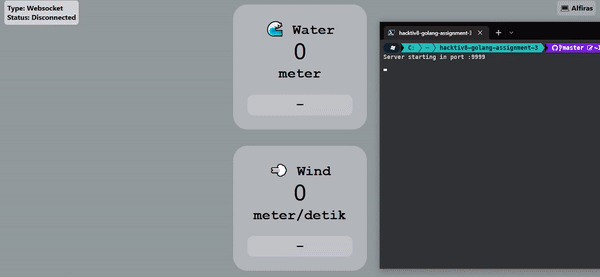 Type: Websocket
Status: Disconnected
Alfiras
Water
0
meter
–
Wind
0
meter/detik
–
hacktiv8-golang-assignment-3
C:
~
hacktiv8-golang-assignment-3
master
Server starting in port :9999